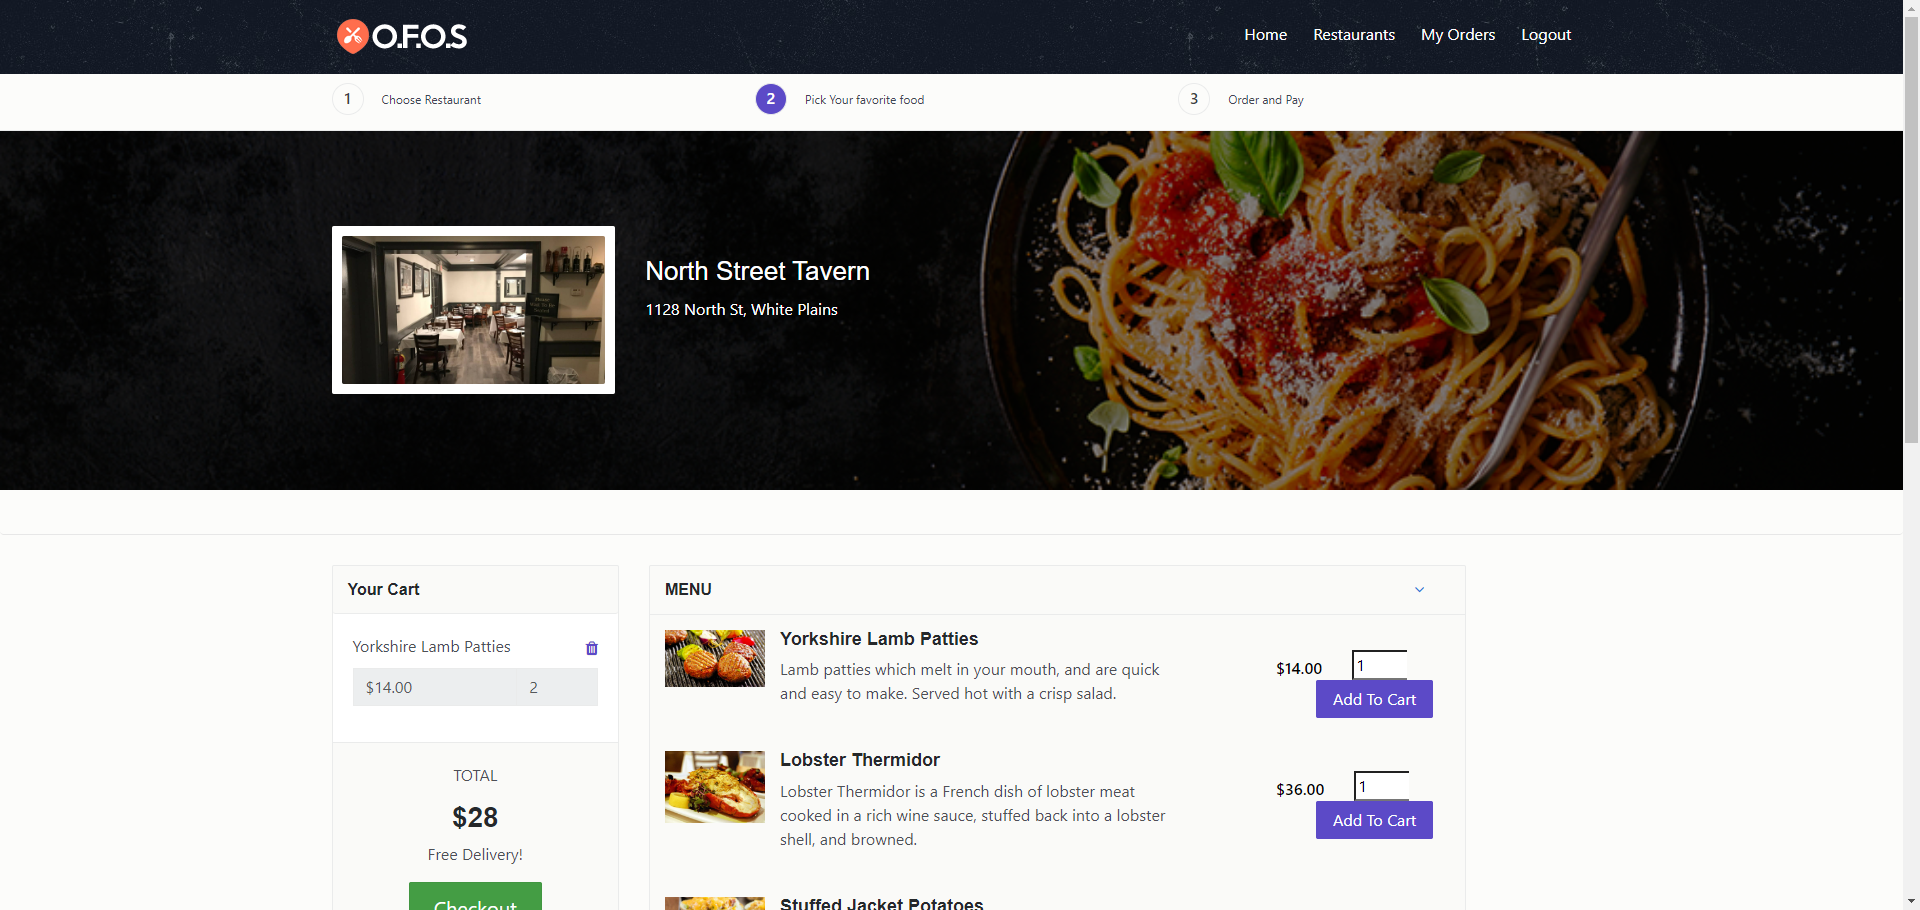 O.F.O.S
Home
Restaurants
My Orders
Logout
1
Choose Restaurant
2
Pick Your favorite food
3
Order and Pay
North Street Tavern
1128 North St, White Plains
Your Cart
Yorkshire Lamb Patties
$14.00
2
TOTAL
$28
Free Delivery!
Checkout
MENU
Yorkshire Lamb Patties
Lamb patties which melt in your mouth, and are quick
and easy to make. Served hot with a crisp salad.
$14.00
1
Add To Cart
Lobster Thermidor
Lobster Thermidor is a French dish of lobster meat
cooked in a rich wine sauce, stuffed back into a lobster
shell, and browned.
$36.00
1
Add To Cart
Stuffed Jacket Potatoes